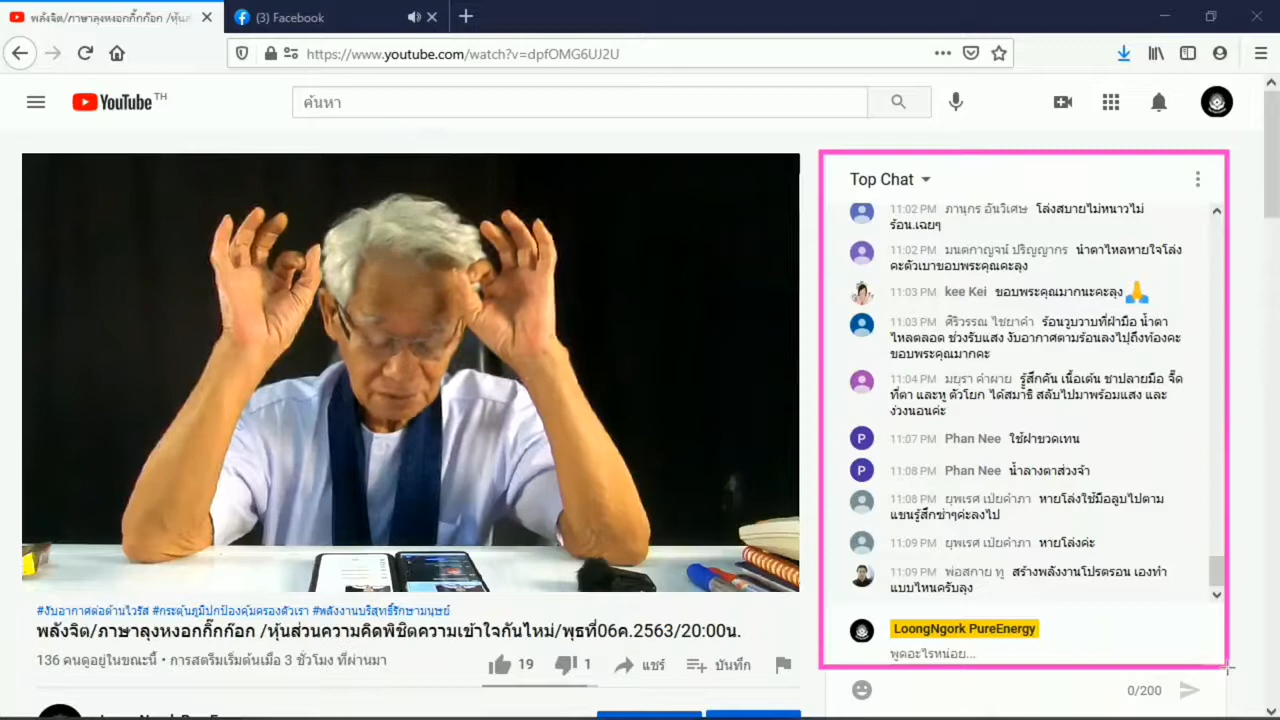 พลังจิต/ภาษาลุงหงอกกิ๊กก๊อก /หุ้นส
(3) Facebook
https://www.youtube.com/watch?v=dpfOMG6UJ2U
YouTube TH
ค้นหา
Top Chat
11:02 PM ภานุกร อันวิเศษ โล่งสบายไม่หนาวไม่
ร้อน.เฉยๆ
11:02 PM มนตกาญจน์ ปริญญากร น้ำตาไหลหายใจโล่ง
คะตัวเบาขอบพระคุณคะลุง
11:03 PM kee Kei ขอบพระคุณมากนะคะลุง 🙏
11:03 PM ศิริวรรณ ไชยาคำ ร้อนวูบวาบที่ฝ่ามือ น้ำตา
ไหลตลอด ช่วงรับแสง งับอากาศตามร้อนลงไปถึงท้องคะ
ขอบพระคุณมากคะ
11:04 PM มยุรา คำผาย รู้สึกคัน เนื้อเต้น ชาปลายมือ จี๊ด
ที่ตา และหู ตัวโยก ได้สมาธิ สลับไปมาพร้อมแสง และ
ง่วงนอนค่ะ
P 11:07 PM Phan Nee ใช้ฝาขวดเทน
P 11:08 PM Phan Nee น้ำลางตาส่วงจ้า
11:08 PM ยุพเรศ เปี่ยคำภา หายโล่งใช้มือลูบไปตาม
แขนรู้สึกซ่าๆค่ะลงไป
11:09 PM ยุพเรศ เปี่ยคำภา หายโล่งค่ะ
11:09 PM พ่อสกาย ทู สร้างพลังงานโปรตรอน เองทำ
แบบไหนครับลุง
LoongNgork PureEnergy
พูดอะไรหน่อย...
0/200
#งับอากาศต่อต้านไวรัส #กระตุ้นภูมิปกป้องคุ้มครองตัวเรา #พลังงานบริสุทธิ์รักษามนุษย์
พลังจิต/ภาษาลุงหงอกกิ๊กก๊อก /หุ้นส่วนความคิดพิชิตความเข้าใจกันใหม่/พุธที่06ค.2563/20:00น.
136 คนดูอยู่ในขณะนี้ • การสตรีมเริ่มต้นเมื่อ 3 ชั่วโมง ที่ผ่านมา
19 1 แชร์ บันทึก